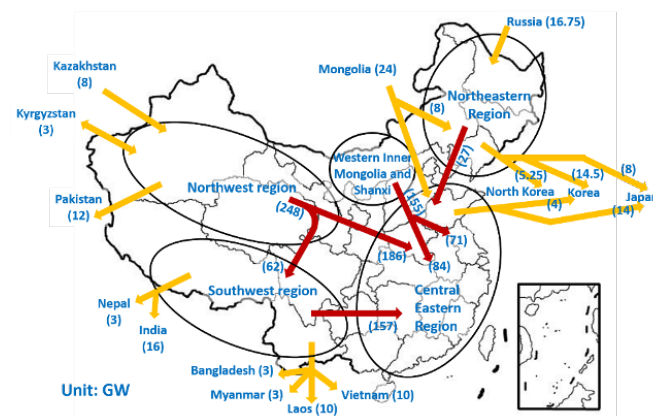 Russia (16.75)
Kazakhstan
(8)
Mongolia (24)
Northeastern
Region
(8)
Kyrgyzstan
(3)
(27)
Western Inner
Mongolia and
Shanxi
(5.25)
(14.5)
(8)
Northwest region
North Korea
Korea
Japan
Pakistan
(12)
(248)
(155)
(4)
(14)
(71)
(186)
(84)
(62)
Southwest region
Central
Eastern
Region
Nepal
(3)
India
(16)
(157)
Bangladesh (3)
Unit: GW
Myanmar (3)
Vietnam (10)
Laos (10)